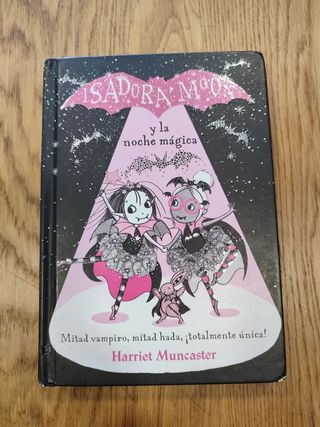 ISADORA MOON
y la
noche mágica
Mitad vampiro, mitad hada, ¡totalmente única!
Harriet Muncaster